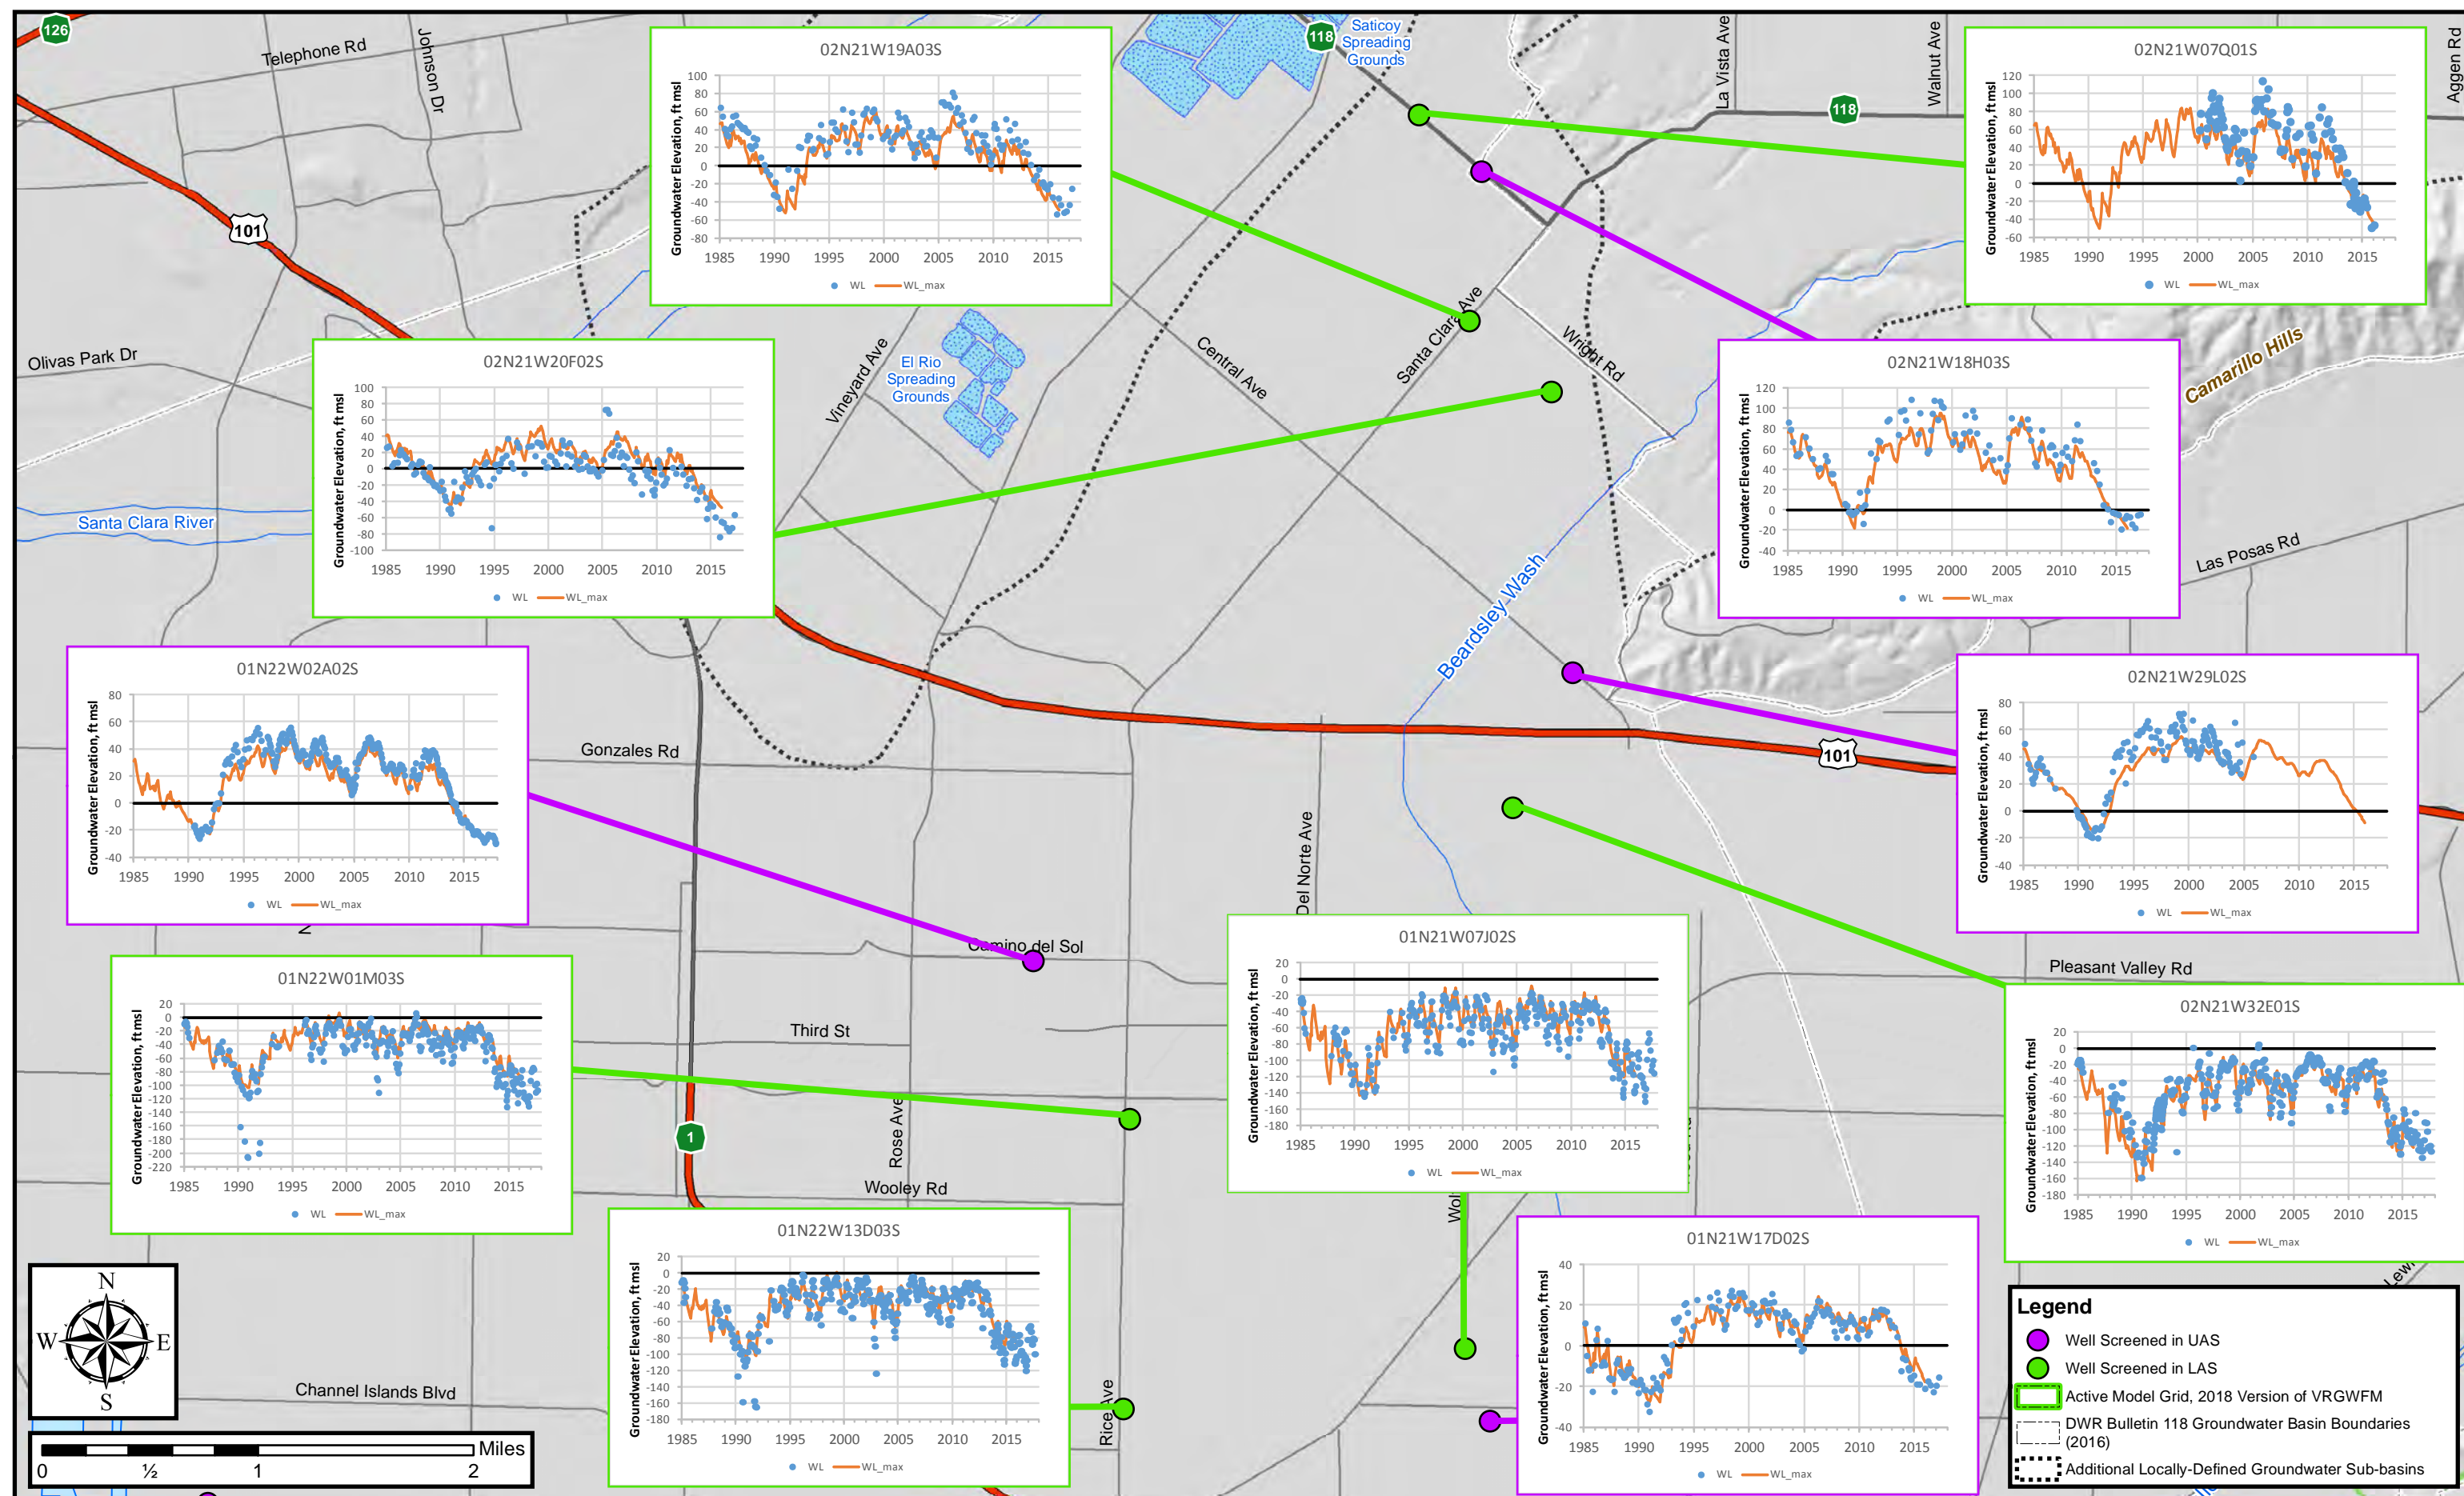 126
Telephone Rd
Johnson Dr
101
Olivas Park Dr
Santa Clara River
118
Saticoy
Spreading
Grounds
La Vista Ave
118
Walnut Ave
Aggen Rd
El Rio
Spreading
Grounds
Vineyard Ave
Central Ave
Santa Clara Ave
Wright Rd
Camarillo Hills
Las Posas Rd
Beardsley Wash
Gonzales Rd
101
Del Norte Ave
Camino del Sol
Pleasant Valley Rd
Third St
Rose Ave
1
Wooley Rd
Channel Islands Blvd
Rice Ave
02N21W19A03S
Groundwater Elevation, ft msl
100
80
60
40
20
0
-20
-40
-60
-80
1985 1990 1995 2000 2005 2010 2015
WL WL_max
02N21W07Q01S
Groundwater Elevation, ft msl
120
100
80
60
40
20
0
-20
-40
-60
1985 1990 1995 2000 2005 2010 2015
WL WL_max
02N21W20F02S
Groundwater Elevation, ft msl
100
80
60
40
20
0
-20
-40
-60
-80
-100
1985 1990 1995 2000 2005 2010 2015
WL WL_max
02N21W18H03S
Groundwater Elevation, ft msl
120
100
80
60
40
20
0
-20
-40
1985 1990 1995 2000 2005 2010 2015
WL WL_max
01N22W02A02S
Groundwater Elevation, ft msl
80
60
40
20
0
-20
-40
1985 1990 1995 2000 2005 2010 2015
WL WL_max
02N21W29L02S
Groundwater Elevation, ft msl
80
60
40
20
0
-20
-40
1985 1990 1995 2000 2005 2010 2015
WL WL_max
01N22W01M03S
Groundwater Elevation, ft msl
20
0
-20
-40
-60
-80
-100
-120
-140
-160
-180
-200
-220
1985 1990 1995 2000 2005 2010 2015
WL WL_max
01N21W07J02S
Groundwater Elevation, ft msl
20
0
-20
-40
-60
-80
-100
-120
-140
-160
-180
1985 1990 1995 2000 2005 2010 2015
WL WL_max
02N21W32E01S
Groundwater Elevation, ft msl
20
0
-20
-40
-60
-80
-100
-120
-140
-160
-180
1985 1990 1995 2000 2005 2010 2015
WL WL_max
01N22W13D03S
Groundwater Elevation, ft msl
20
0
-20
-40
-60
-80
-100
-120
-140
-160
-180
1985 1990 1995 2000 2005 2010 2015
WL WL_max
01N21W17D02S
Groundwater Elevation, ft msl
40
20
0
-20
-40
1985 1990 1995 2000 2005 2010 2015
WL WL_max
N
W E
S
Miles
0 ½ 1 2
Legend
Well Screened in UAS
Well Screened in LAS
Active Model Grid, 2018 Version of VRGWFM
DWR Bulletin 118 Groundwater Basin Boundaries
(2016)
Additional Locally-Defined Groundwater Sub-basins